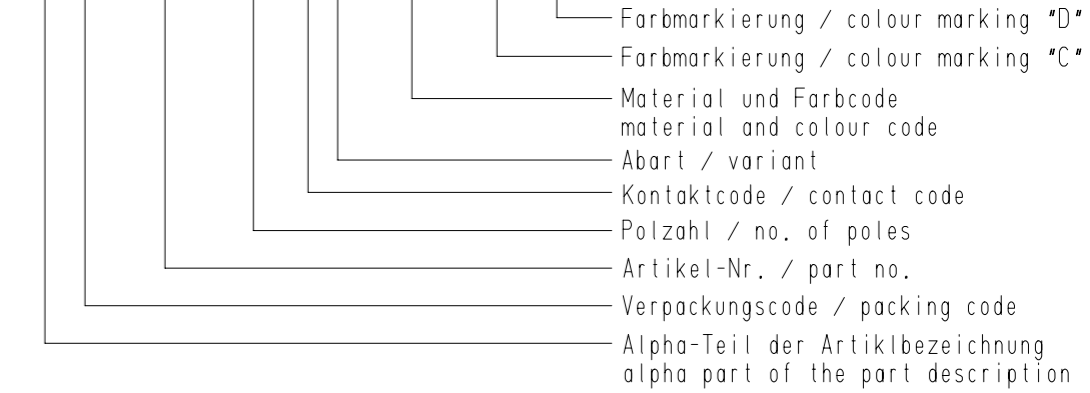 Farbmarkierung / colour marking "D"
Farbmarkierung / colour marking "C"
Material und Farbcode
material and colour code
Abart / variant
Kontaktcode / contact code
Polzahl / no. of poles
Artikel-Nr. / part no.
Verpackungscode / packing code
Alpha-Teil der Artiklbezeichnung
alpha part of the part description